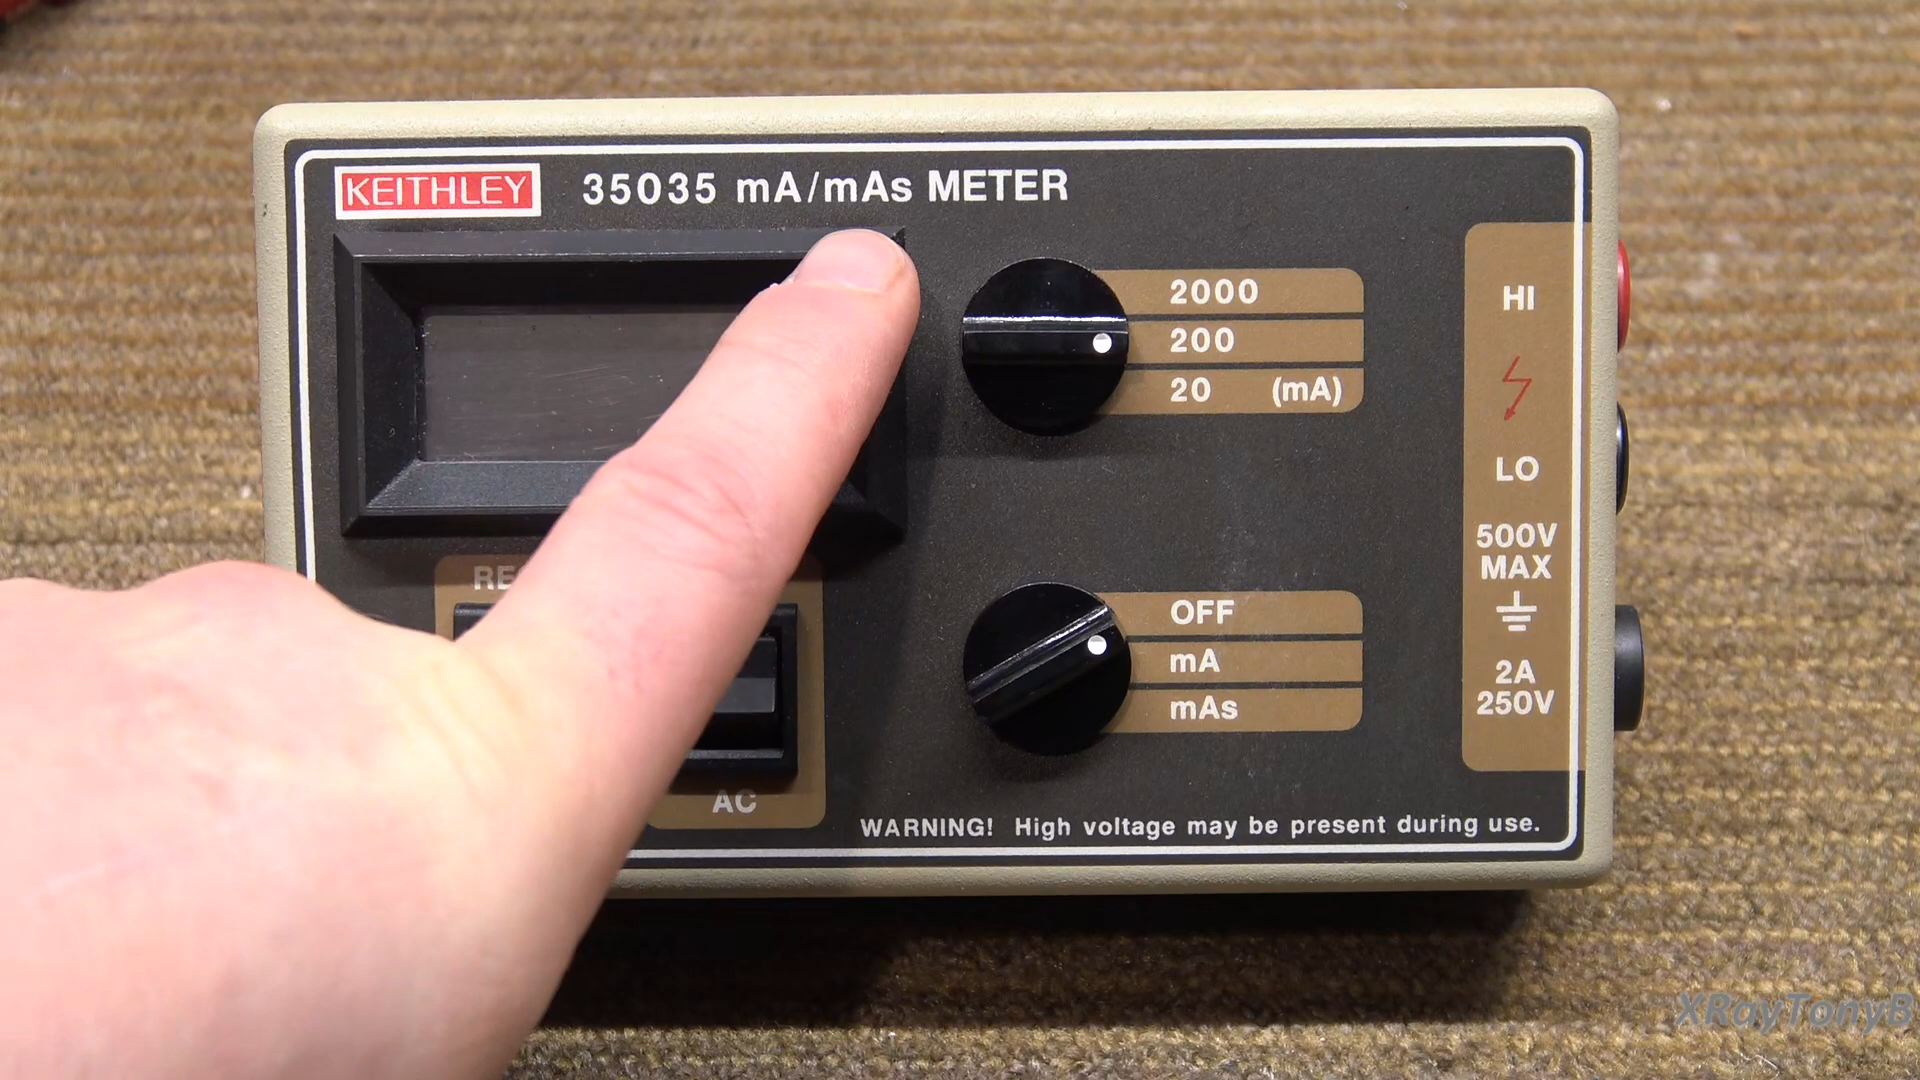 KEITHLEY
35035 mA/mAs METER
2000
200
20 (mA)
HI
LO
500V
MAX
2A
250V
OFF
mA
mAs
AC
WARNING! High voltage may be present during use.
XRayTonyB